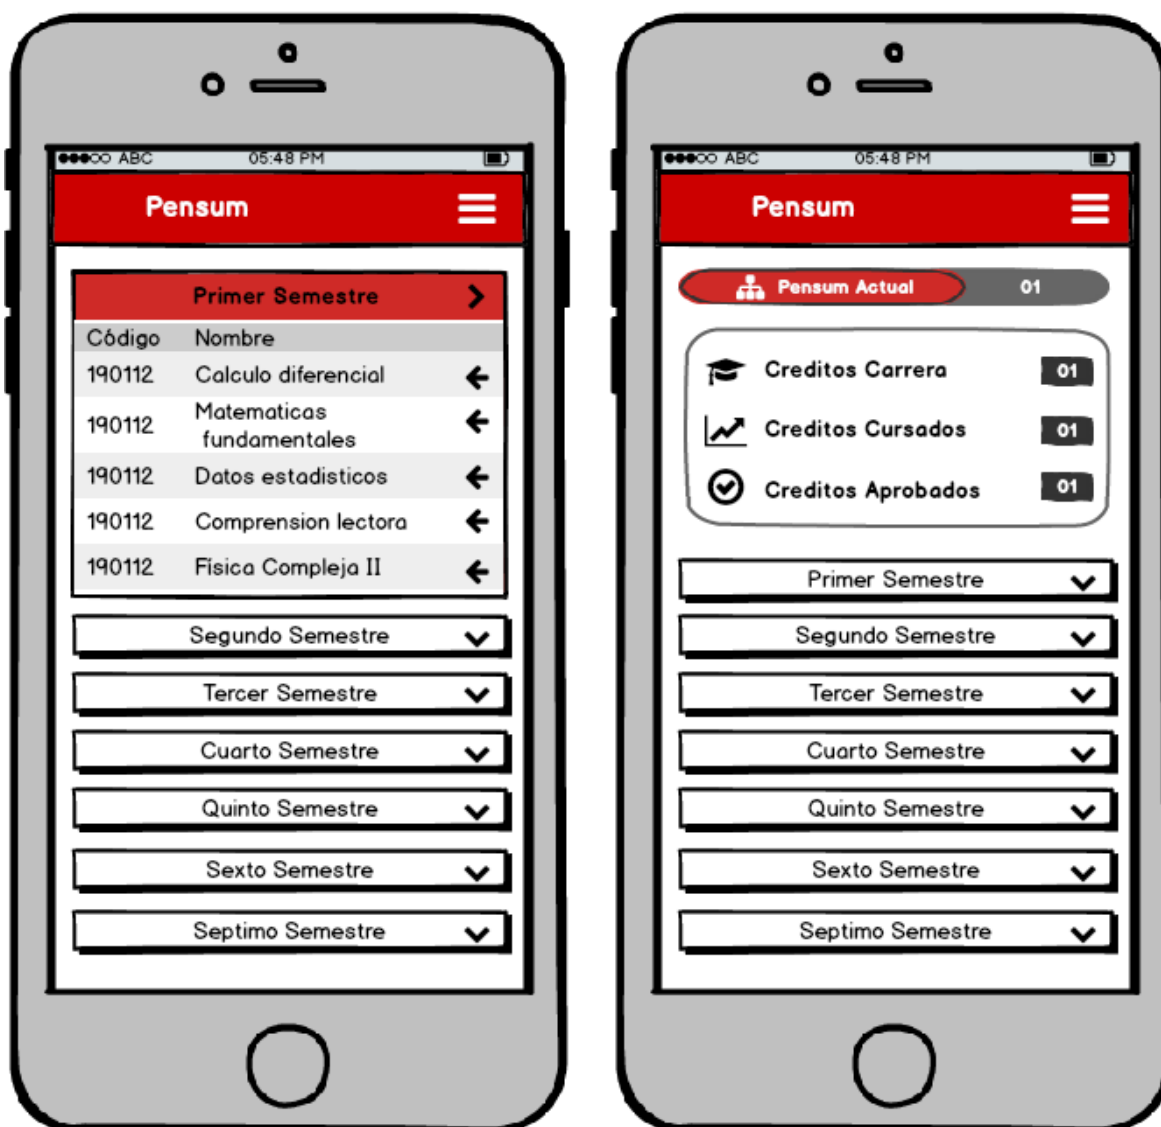 ABC 05:48 PM
Pensum
Primer Semestre
Código Nombre
190112 Calculo diferencial
190112 Matematicas
fundamentales
190112 Datos estadisticos
190112 Comprension lectora
190112 Física Compleja II
Segundo Semestre
Tercer Semestre
Cuarto Semestre
Quinto Semestre
Sexto Semestre
Septimo Semestre
ABC 05:48 PM
Pensum
Pensum Actual 01
Creditos Carrera 01
Creditos Cursados 01
Creditos Aprobados 01
Primer Semestre
Segundo Semestre
Tercer Semestre
Cuarto Semestre
Quinto Semestre
Sexto Semestre
Septimo Semestre